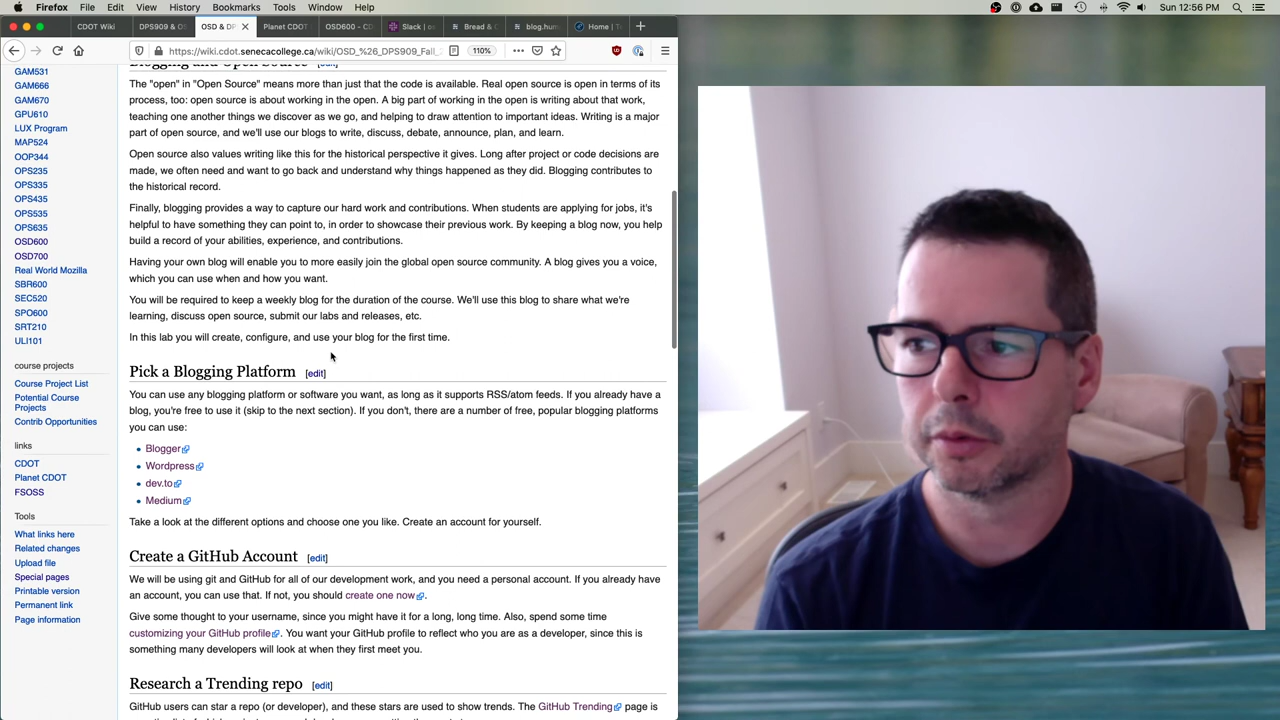 Firefox File Edit View History Bookmarks Tools Window Help
Sun 12:56 PM
CDOT Wiki
DPS909 & OS
OSD & DP
Planet CDOT
OSD600 - CD
Slack | os
Bread & C
blog.hum
Home | T
https://wiki.cdot.senecacollege.ca/wiki/OSD_%26_DPS909_Fall_
110%
GAM531
GAM666
GAM670
GPU610
LUX Program
MAP524
OOP344
OPS235
OPS335
OPS435
OPS535
OPS635
OSD600
OSD700
Real World Mozilla
SBR600
SEC520
SPO600
SRT210
ULI101
course projects
Course Project List
Potential Course
Projects
Contrib Opportunities
links
CDOT
Planet CDOT
FSOSS
Tools
What links here
Related changes
Upload file
Special pages
Printable version
Permanent link
Page information
Blogging and Open Source [edit]
The "open" in "Open Source" means more than just that the code is available. Real open source is open in terms of its
process, too: open source is about working in the open. A big part of working in the open is writing about that work,
teaching one another things we discover as we go, and helping to draw attention to important ideas. Writing is a major
part of open source, and we'll use our blogs to write, discuss, debate, announce, plan, and learn.
Open source also values writing like this for the historical perspective it gives. Long after project or code decisions are
made, we often need and want to go back and understand why things happened as they did. Blogging contributes to
the historical record.
Finally, blogging provides a way to capture our hard work and contributions. When students are applying for jobs, it's
helpful to have something they can point to, in order to showcase their previous work. By keeping a blog now, you help
build a record of your abilities, experience, and contributions.
Having your own blog will enable you to more easily join the global open source community. A blog gives you a voice,
which you can use when and how you want.
You will be required to keep a weekly blog for the duration of the course. We'll use this blog to share what we're
learning, discuss open source, submit our labs and releases, etc.
In this lab you will create, configure, and use your blog for the first time.
Pick a Blogging Platform [edit]
You can use any blogging platform or software you want, as long as it supports RSS/atom feeds. If you already have a
blog, you're free to use it (skip to the next section). If you don't, there are a number of free, popular blogging platforms
you can use:
Blogger
Wordpress
dev.to
Medium
Take a look at the different options and choose one you like. Create an account for yourself.
Create a GitHub Account [edit]
We will be using git and GitHub for all of our development work, and you need a personal account. If you already have
an account, you can use that. If not, you should create one now.
Give some thought to your username, since you might have it for a long, long time. Also, spend some time
customizing your GitHub profile. You want your GitHub profile to reflect who you are as a developer, since this is
something many developers will look at when they first meet you.
Research a Trending repo [edit]
GitHub users can star a repo (or developer), and these stars are used to show trends. The GitHub Trending page is